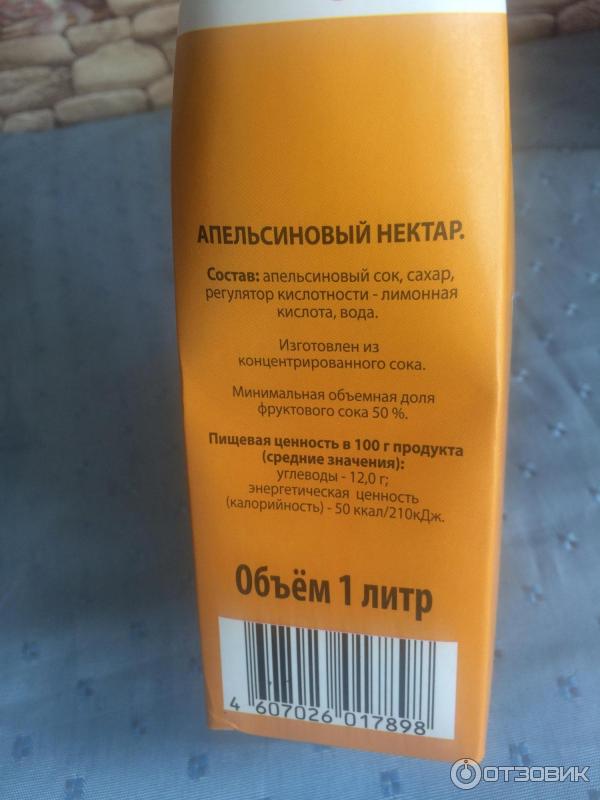 АПЕЛЬСИНОВЫЙ НЕКТАР.
Состав: апельсиновый сок, сахар,
регулятор кислотности - лимонная
кислота, вода.
Изготовлен из
концентрированного сока.
Минимальная объемная доля
фруктового сока 50 %.
Пищевая ценность в 100 г продукта
(средние значения):
углеводы - 12,0 г;
энергетическая ценность
(калорийность) - 50 ккал/210кДж.
Объём 1 литр
4 607026 017898
ОТЗОВИК